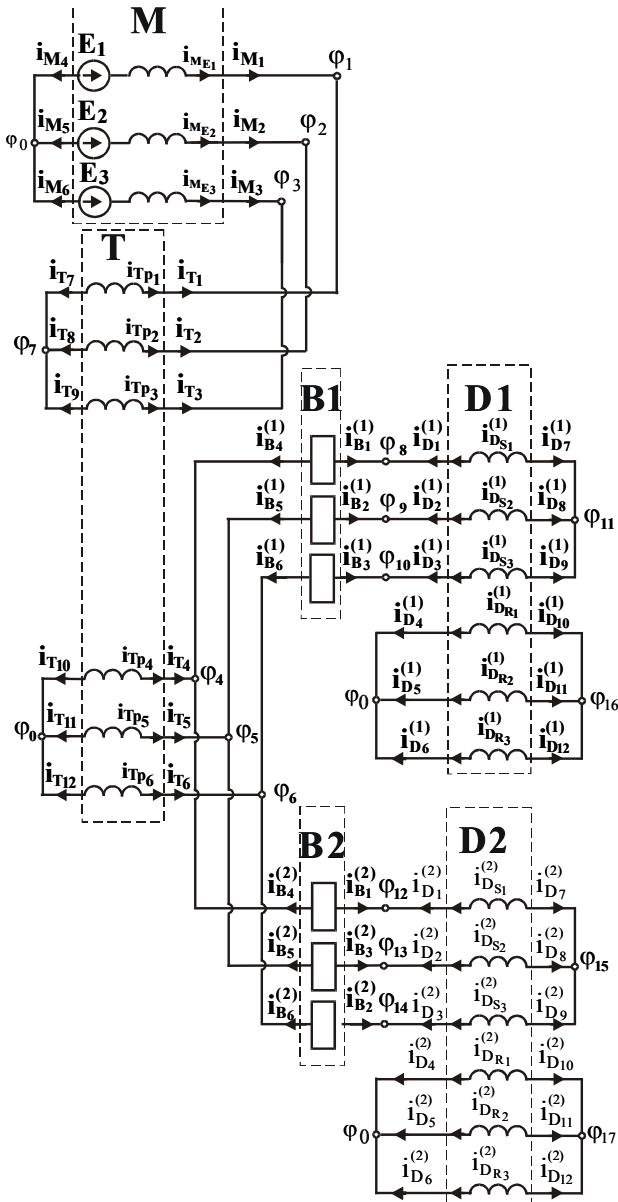 M
i_M4 E1 i_ME1 i_M1 φ1
i_M5 E2 i_ME2 i_M2 φ2
φ0
i_M6 E3 i_ME3 i_M3 φ3
T
i_T7 i_Tp1 i_T1
i_T8 i_Tp2 i_T2
φ7
i_T9 i_Tp3 i_T3
B1 D1
i_B4^(1) i_B1^(1) φ8 i_D1^(1) i_DS1^(1) i_D7^(1)
i_B5^(1) i_B2^(1) φ9 i_D2^(1) i_DS2^(1) i_D8^(1)
φ11
i_B6^(1) i_B3^(1) φ10 i_D3^(1) i_DS3^(1) i_D9^(1)
i_D4^(1) i_DR1^(1) i_D10^(1)
i_T10 i_Tp4 i_T4 φ4
i_D5^(1) i_DR2^(1) i_D11^(1)
φ0 φ16
i_T11 i_Tp5 i_T5 φ5
φ0
i_D6^(1) i_DR3^(1) i_D12^(1)
i_T12 i_Tp6 i_T6 φ6
B2 D2
i_B4^(2) i_B1^(2) φ12 i_D1^(2) i_DS1^(2) i_D7^(2)
i_B5^(2) i_B3^(2) φ13 i_D2^(2) i_DS2^(2) i_D8^(2)
φ15
i_B6^(2) i_B2^(2) φ14 i_D3^(2) i_DS3^(2) i_D9^(2)
i_D4^(2) i_DR1^(2) i_D10^(2)
i_D5^(2) i_DR2^(2) i_D11^(2)
φ0 φ17
i_D6^(2) i_DR3^(2) i_D12^(2)